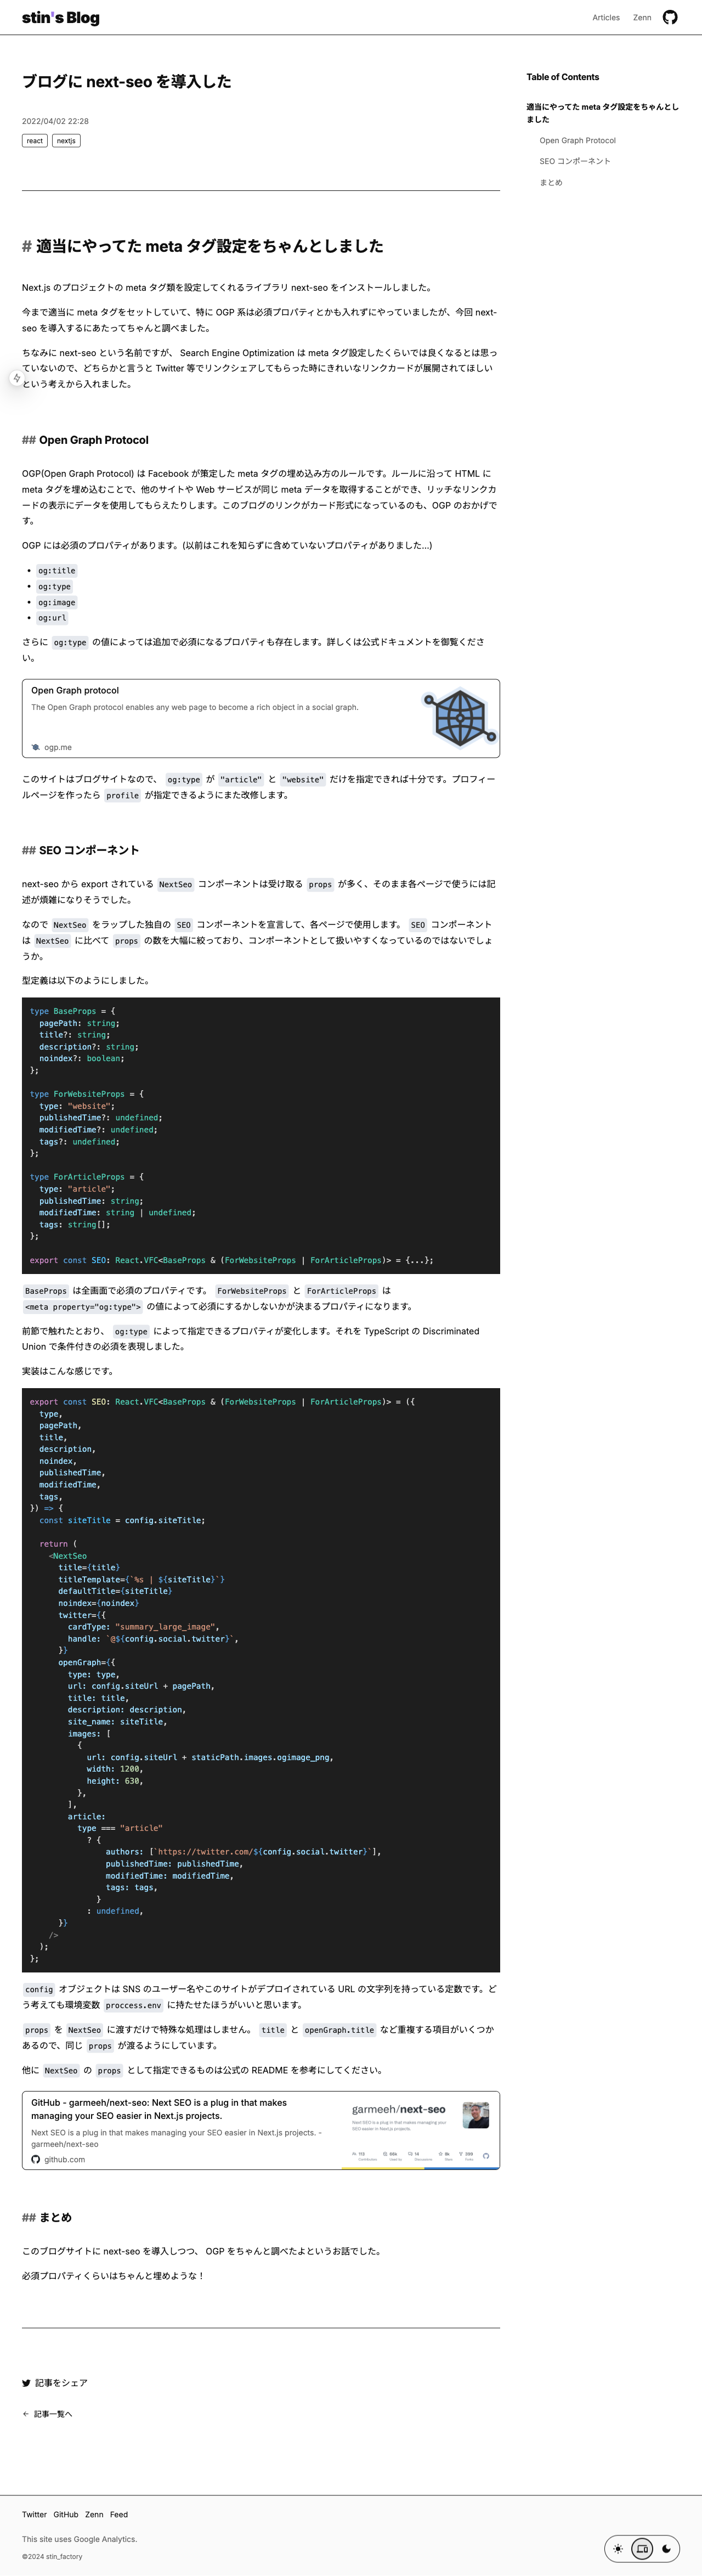 stin's Blog
Articles
Zenn
ブログに next-seo を導入した
2022/04/02 22:28
react
nextjs
Table of Contents
適当にやってた meta タグ設定をちゃんとし
ました
Open Graph Protocol
SEO コンポーネント
まとめ
# 適当にやってた meta タグ設定をちゃんとしました
Next.js のプロジェクトの meta タグ類を設定してくれるライブラリ next-seo をインストールしました。
今まで適当に meta タグをセットしていて、特に OGP 系は必須プロパティとかも入れずにやっていましたが、今回 next-
seo を導入するにあたってちゃんと調べました。
ちなみに next-seo という名前ですが、 Search Engine Optimization は meta タグ設定したくらいでは良くなるとは思っ
ていないので、どちらかと言うと Twitter 等でリンクシェアしてもらった時にきれいなリンクカードが展開されてほしい
という考えから入れました。
## Open Graph Protocol
OGP(Open Graph Protocol) は Facebook が策定した meta タグの埋め込み方のルールです。ルールに沿って HTML に
meta タグを埋め込むことで、他のサイトや Web サービスが同じ meta データを取得することができ、リッチなリンクカ
ードの表示にデータを使用してもらえたりします。このブログのリンクがカード形式になっているのも、OGP のおかげで
す。
OGP には必須のプロパティがあります。(以前はこれを知らずに含めていないプロパティがありました...)
• og:title
• og:type
• og:image
• og:url
さらに og:type の値によっては追加で必須になるプロパティも存在します。詳しくは公式ドキュメントを御覧くださ
い。
Open Graph protocol
The Open Graph protocol enables any web page to become a rich object in a social graph.
ogp.me
このサイトはブログサイトなので、 og:type が "article" と "website" だけを指定できれば十分です。プロフィー
ルページを作ったら profile が指定できるようにまた改修します。
## SEO コンポーネント
next-seo から export されている NextSeo コンポーネントは受け取る props が多く、そのまま各ページで使うには記
述が煩雑になりそうでした。
なので NextSeo をラップした独自の SEO コンポーネントを宣言して、各ページで使用します。 SEO コンポーネント
は NextSeo に比べて props の数を大幅に絞っており、コンポーネントとして扱いやすくなっているのではないでしょ
うか。
型定義は以下のようにしました。
type BaseProps = {
  pagePath: string;
  title?: string;
  description?: string;
  noindex?: boolean;
};
type ForWebsiteProps = {
  type: "website";
  publishedTime?: undefined;
  modifiedTime?: undefined;
  tags?: undefined;
};
type ForArticleProps = {
  type: "article";
  publishedTime: string;
  modifiedTime: string | undefined;
  tags: string[];
};
export const SEO: React.VFC<BaseProps & (ForWebsiteProps | ForArticleProps)> = {...};
BaseProps は全画面で必須のプロパティです。 ForWebsiteProps と ForArticleProps は
<meta property="og:type"> の値によって必須にするかしないかが決まるプロパティになります。
前節で触れたとおり、 og:type によって指定できるプロパティが変化します。それを TypeScript の Discriminated
Union で条件付きの必須を表現しました。
実装はこんな感じです。
export const SEO: React.VFC<BaseProps & (ForWebsiteProps | ForArticleProps)> = ({
  type,
  pagePath,
  title,
  description,
  noindex,
  publishedTime,
  modifiedTime,
  tags,
}) => {
  const siteTitle = config.siteTitle;
  return (
    <NextSeo
      title={title}
      titleTemplate={`%s | ${siteTitle}`}
      defaultTitle={siteTitle}
      noindex={noindex}
      twitter={{
        cardType: "summary_large_image",
        handle: `@${config.social.twitter}`,
      }}
      openGraph={{
        type: type,
        url: config.siteUrl + pagePath,
        title: title,
        description: description,
        site_name: siteTitle,
        images: [
          {
            url: config.siteUrl + staticPath.images.ogimage_png,
            width: 1200,
            height: 630,
          },
        ],
        article:
          type === "article"
            ? {
                authors: [`https://twitter.com/${config.social.twitter}`],
                publishedTime: publishedTime,
                modifiedTime: modifiedTime,
                tags: tags,
              }
            : undefined,
      }}
    />
  );
};
config オブジェクトは SNS のユーザー名やこのサイトがデプロイされている URL の文字列を持っている定数です。ど
う考えても環境変数 proccess.env に持たせたほうがいいと思います。
props を NextSeo に渡すだけで特殊な処理はしません。 title と openGraph.title など重複する項目がいくつか
あるので、同じ props が渡るようにしています。
他に NextSeo の props として指定できるものは公式の README を参考にしてください。
GitHub - garmeeh/next-seo: Next SEO is a plug in that makes
managing your SEO easier in Next.js projects.
Next SEO is a plug in that makes managing your SEO easier in Next.js projects. -
garmeeh/next-seo
github.com
garmeeh/next-seo
Next SEO is a plug in that makes managing your
SEO easier in Next.js projects.
## まとめ
このブログサイトに next-seo を導入しつつ、 OGP をちゃんと調べたよというお話でした。
必須プロパティくらいはちゃんと埋めような！
記事をシェア
← 記事一覧へ
Twitter GitHub Zenn Feed
This site uses Google Analytics.
©2024 stin_factory